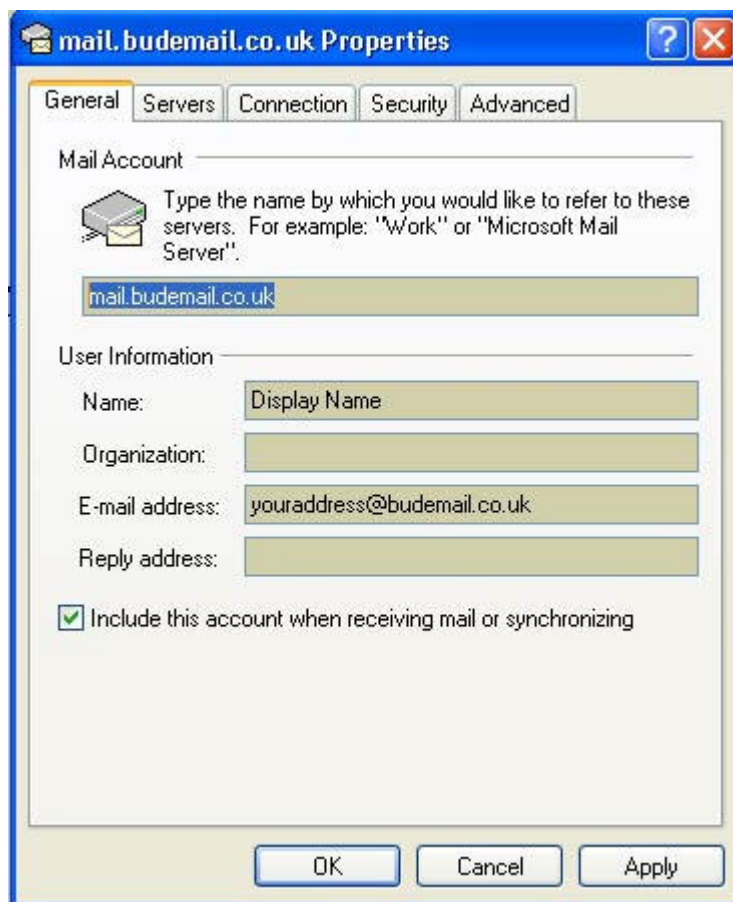 mail.budemail.co.uk Properties
General Servers Connection Security Advanced
Mail Account
Type the name by which you would like to refer to these
servers. For example: "Work" or "Microsoft Mail
Server".
mail.budemail.co.uk
User Information
Name: Display Name
Organization:
E-mail address: youraddress@budemail.co.uk
Reply address:
Include this account when receiving mail or synchronizing
OK Cancel Apply